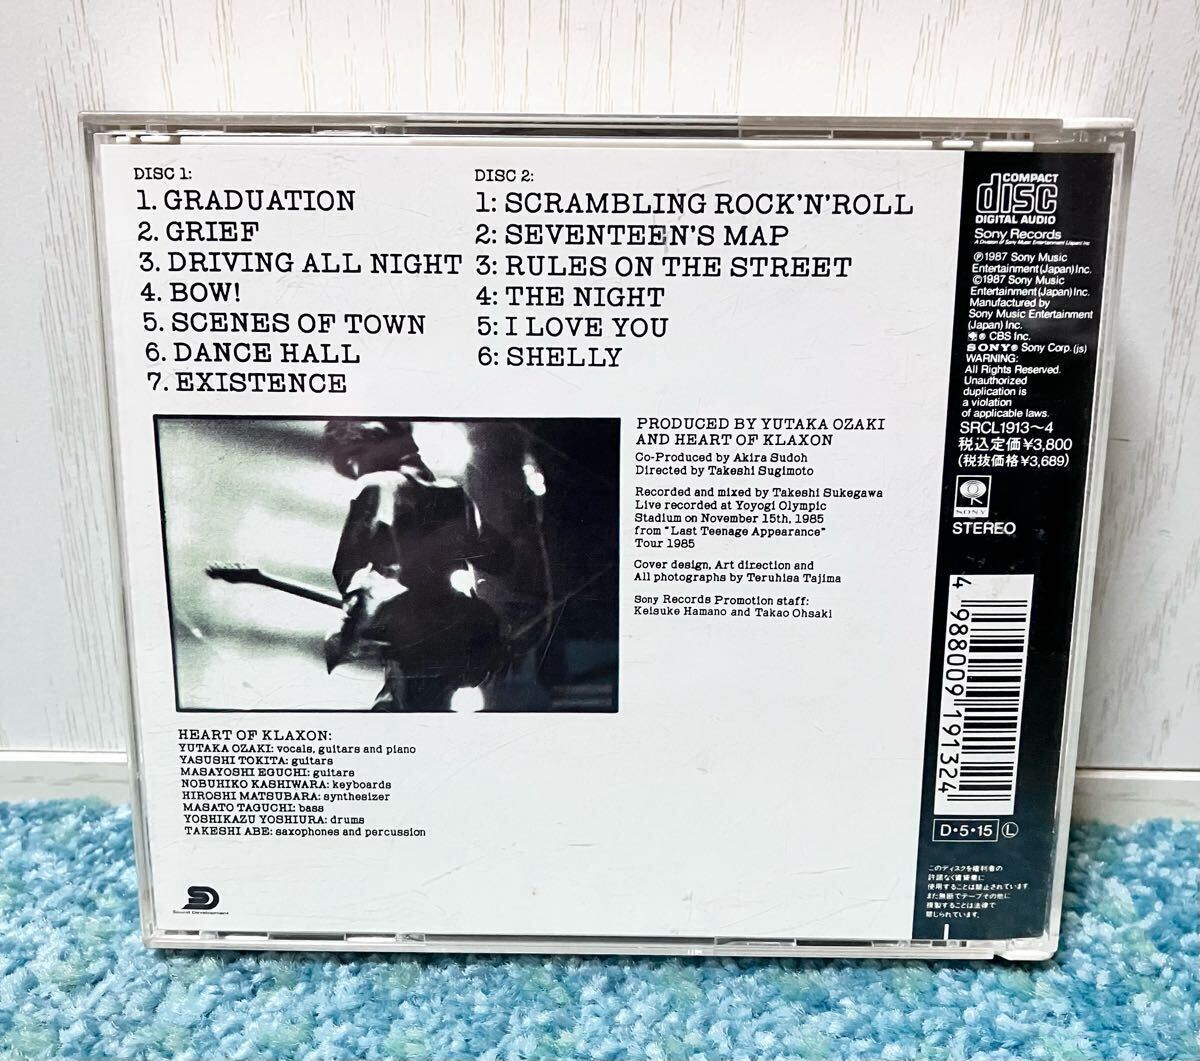 DISC 1:
1. GRADUATION
2. GRIEF
3. DRIVING ALL NIGHT
4. BOW!
5. SCENES OF TOWN
6. DANCE HALL
7. EXISTENCE
DISC 2:
1: SCRAMBLING ROCK'N'ROLL
2: SEVENTEEN'S MAP
3: RULES ON THE STREET
4: THE NIGHT
5: I LOVE YOU
6: SHELLY
PRODUCED BY YUTAKA OZAKI
AND HEART OF KLAXON
Co-Produced by Akira Sudoh
Directed by Takeshi Sugimoto
Recorded and mixed by Takeshi Sukegawa
Live recorded at Yoyogi Olympic
Stadium on November 15th, 1985
from "Last Teenage Appearance"
Tour 1985
Cover design, Art direction and
All photographs by Teruhisa Tajima
Sony Records Promotion staff:
Keisuke Hamano and Takao Ohsaki
HEART OF KLAXON:
YUTAKA OZAKI: vocals, guitars and piano
YASUSHI TOKITA: guitars
MASAYOSHI EGUCHI: guitars
NOBUHIKO KASHIWARA: keyboards
HIROSHI MATSUBARA: synthesizer
MASATO TAGUCHI: bass
YOSHIKAZU YOSHIURA: drums
TAKESHI ABE: saxophones and percussion
SD
Sound Development
COMPACT
disc
DIGITAL AUDIO
Sony Records
A Division of Sony Music Entertainment (Japan) Inc.
℗1987 Sony Music
Entertainment (Japan) Inc.
©1987 Sony Music
Entertainment (Japan) Inc.
Manufactured by
Sony Music Entertainment
(Japan) Inc.
® CBS Inc.
SONY® Sony Corp. (js)
WARNING:
All Rights Reserved.
Unauthorized
duplication is
a violation
of applicable laws.
SRCL1913～4
税込定価¥3,800
(税抜価格¥3,689)
SONY
STEREO
4 988009 191324
D・5・15 Ⓛ
このディスクを権利者の
許諾なく賃貸業に
使用することは禁止されています
また無断でテープその他に
複製することは法律で
禁じられています。